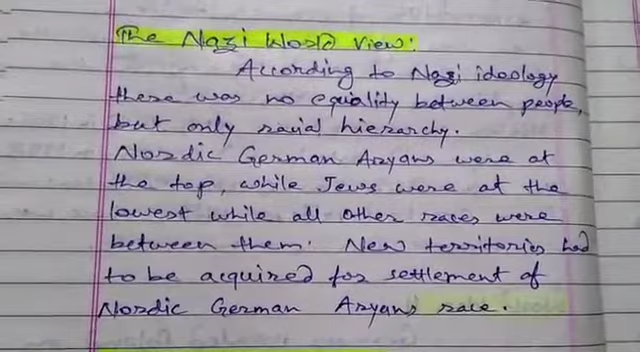 The Nazi World View:
According to Nazi ideology
there was no equality between people,
but only racial hierarchy.
Nordic German Aryans were at
the top, while Jews were at the
lowest while all other races were
between them. New territories had
to be acquired for settlement of
Nordic German Aryans race.